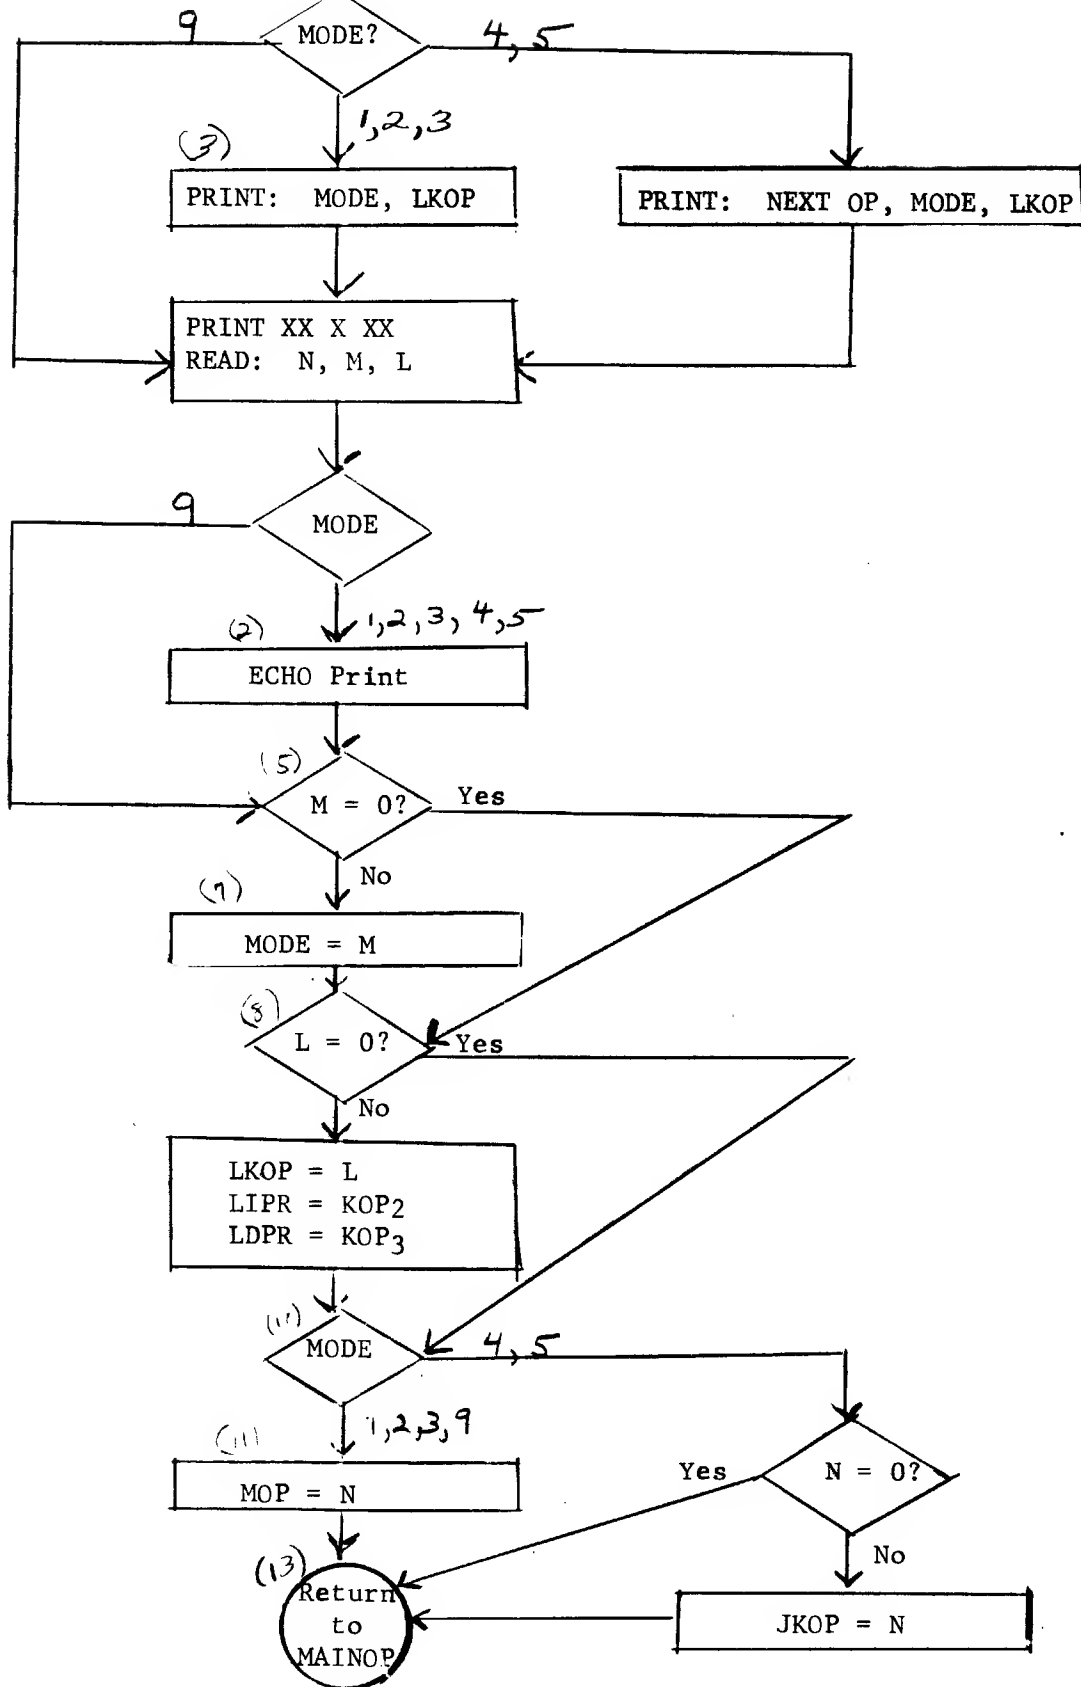 MODE?
9
4, 5
1,2,3
(3)
PRINT: MODE, LKOP
PRINT: NEXT OP, MODE, LKOP
PRINT XX X XX
READ: N, M, L
9
MODE
1,2,3, 4,5
(2)
ECHO Print
(5)
M = 0?
Yes
No
(7)
MODE = M
(8)
L = 0?
Yes
No
LKOP = L
LIPR = KOP2
LDPR = KOP3
MODE
4, 5
1,2,3,9
(11)
MOP = N
N = 0?
Yes
No
JKOP = N
(13)
Return
to
MAINOP